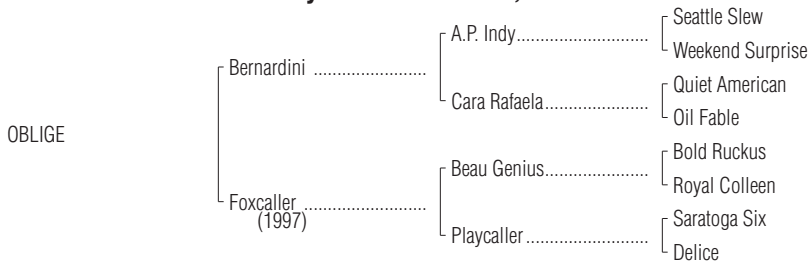 Seattle Slew
A.P. Indy
Weekend Surprise
Bernardini
Quiet American
Cara Rafaela
Oil Fable
OBLIGE
Bold Ruckus
Beau Genius
Royal Colleen
Foxcaller
(1997)
Saratoga Six
Playcaller
Delice